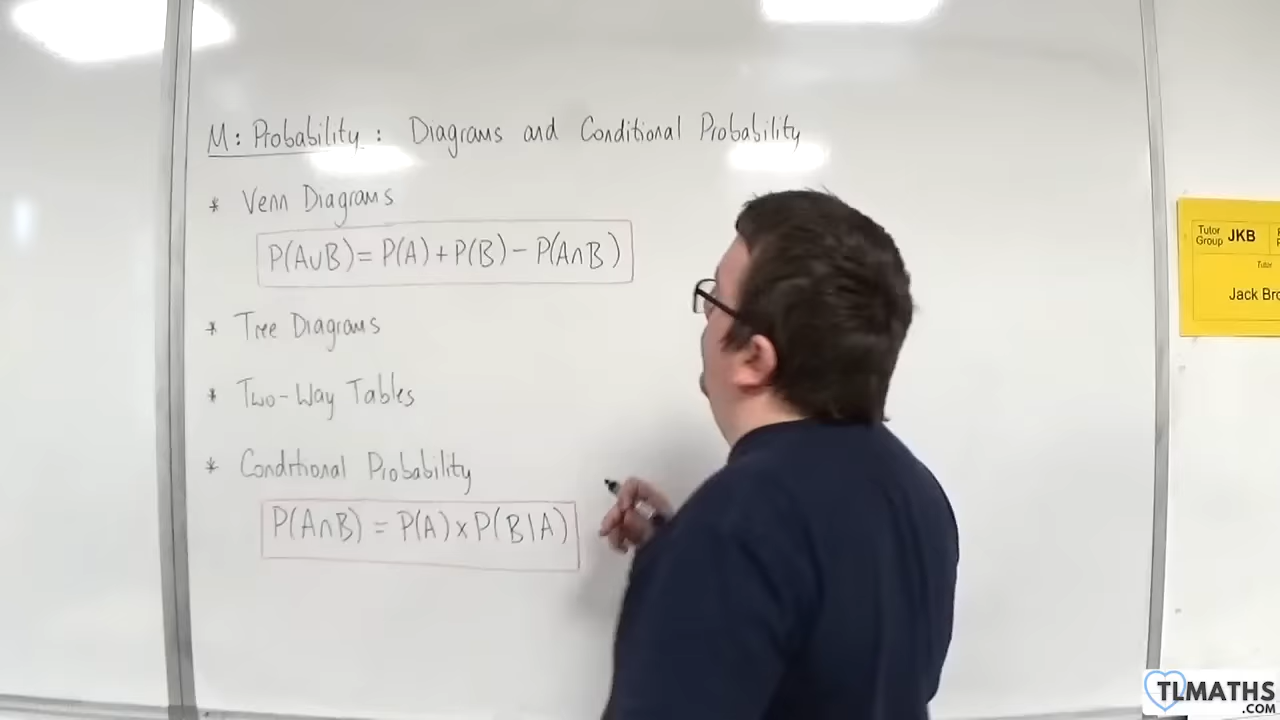 M: Probability: Diagrams and Conditional Probability
* Venn Diagrams
P(A∪B) = P(A) + P(B) − P(A∩B)
* Tree Diagrams
* Two-Way Tables
* Conditional Probability
P(A∩B) = P(A) × P(B|A)
Tutor Group JKB
Tutor
Jack
TLMATHS
.COM